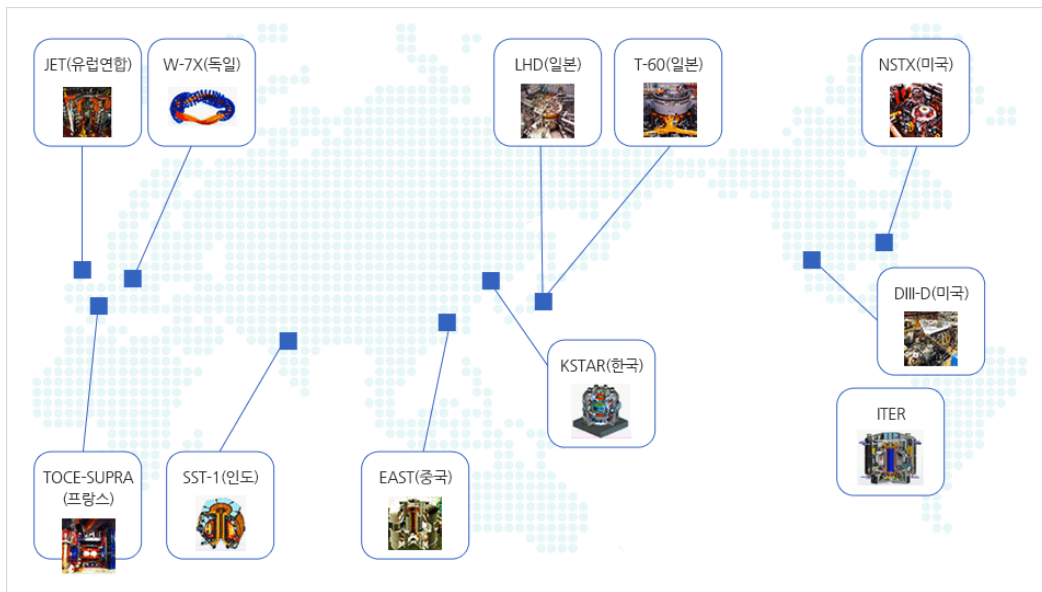 JET(유럽연합)
W-7X(독일)
LHD(일본)
T-60(일본)
NSTX(미국)
DIII-D(미국)
KSTAR(한국)
ITER
TOCE-SUPRA
(프랑스)
SST-1(인도)
EAST(중국)